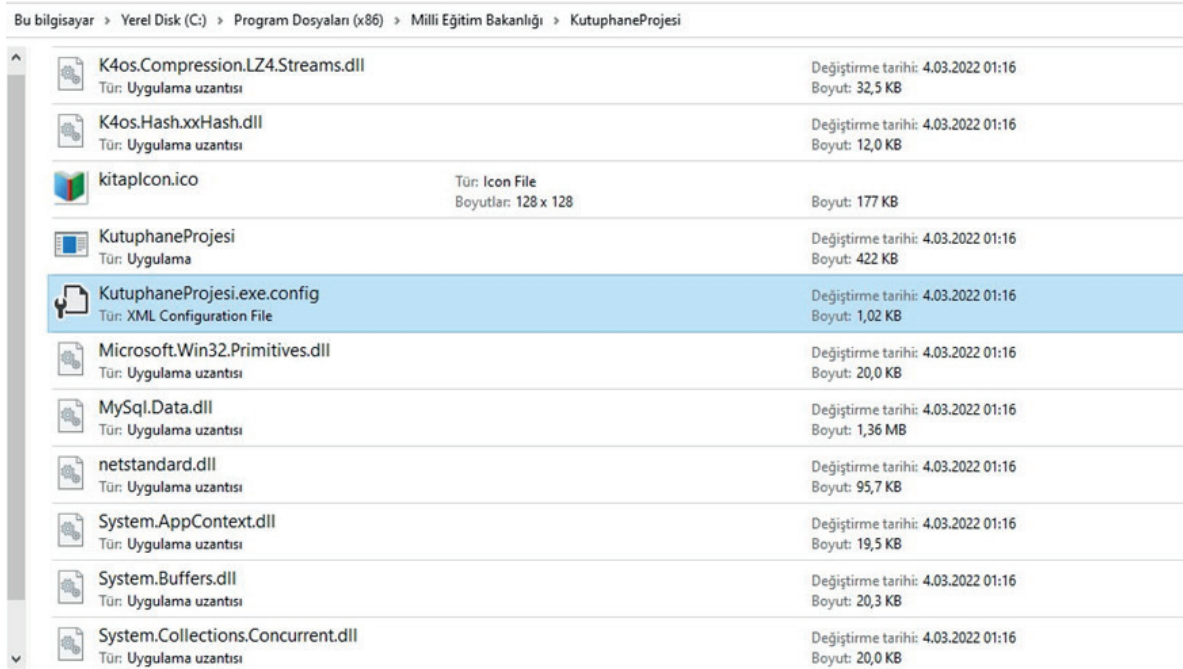 Bu bilgisayar > Yerel Disk (C:) > Program Dosyaları (x86) > Milli Eğitim Bakanlığı > KutuphaneProjesi
K4os.Compression.LZ4.Streams.dll
Tür: Uygulama uzantısı
Değiştirme tarihi: 4.03.2022 01:16
Boyut: 32,5 KB
K4os.Hash.xxHash.dll
Tür: Uygulama uzantısı
Değiştirme tarihi: 4.03.2022 01:16
Boyut: 12,0 KB
kitapIcon.ico
Tür: Icon File
Boyutlar: 128 x 128
Boyut: 177 KB
KutuphaneProjesi
Tür: Uygulama
Değiştirme tarihi: 4.03.2022 01:16
Boyut: 422 KB
KutuphaneProjesi.exe.config
Tür: XML Configuration File
Değiştirme tarihi: 4.03.2022 01:16
Boyut: 1,02 KB
Microsoft.Win32.Primitives.dll
Tür: Uygulama uzantısı
Değiştirme tarihi: 4.03.2022 01:16
Boyut: 20,0 KB
MySql.Data.dll
Tür: Uygulama uzantısı
Değiştirme tarihi: 4.03.2022 01:16
Boyut: 1,36 MB
netstandard.dll
Tür: Uygulama uzantısı
Değiştirme tarihi: 4.03.2022 01:16
Boyut: 95,7 KB
System.AppContext.dll
Tür: Uygulama uzantısı
Değiştirme tarihi: 4.03.2022 01:16
Boyut: 19,5 KB
System.Buffers.dll
Tür: Uygulama uzantısı
Değiştirme tarihi: 4.03.2022 01:16
Boyut: 20,3 KB
System.Collections.Concurrent.dll
Tür: Uygulama uzantısı
Değiştirme tarihi: 4.03.2022 01:16
Boyut: 20,0 KB